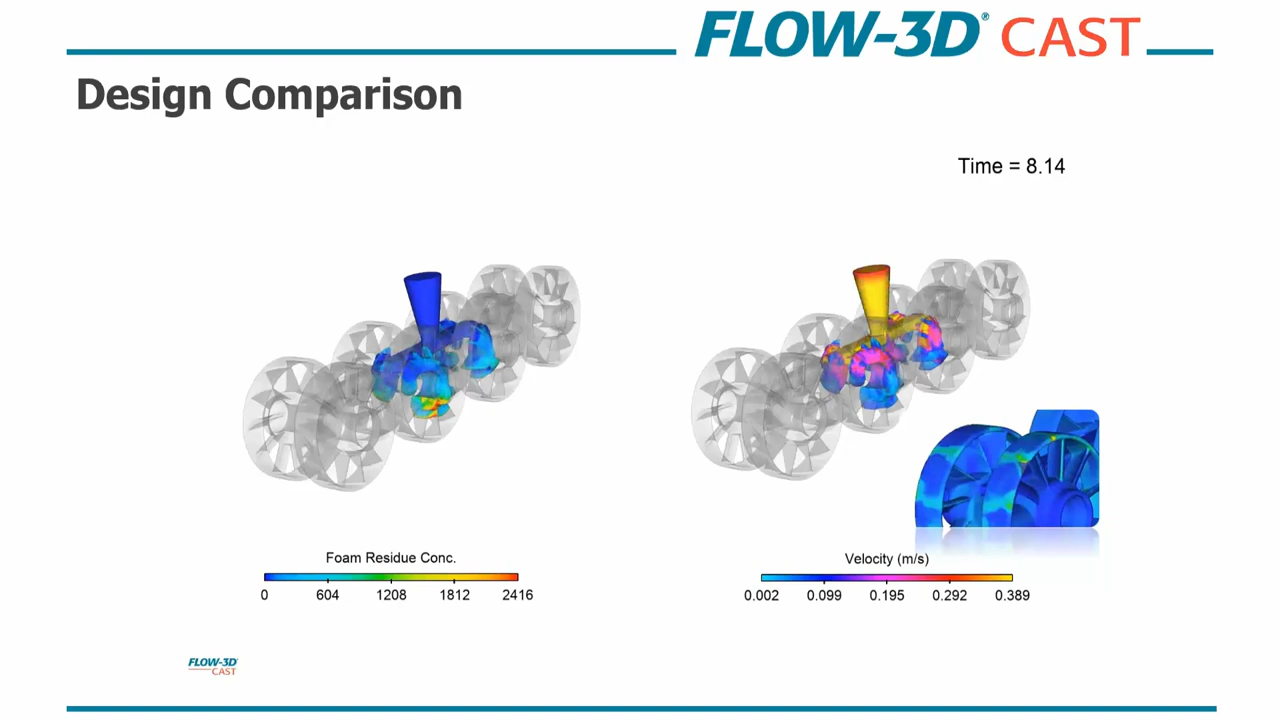 FLOW-3D® CAST
Design Comparison
Time = 8.14
Foam Residue Conc.
0 604 1208 1812 2416
Velocity (m/s)
0.002 0.099 0.195 0.292 0.389
FLOW-3D
CAST